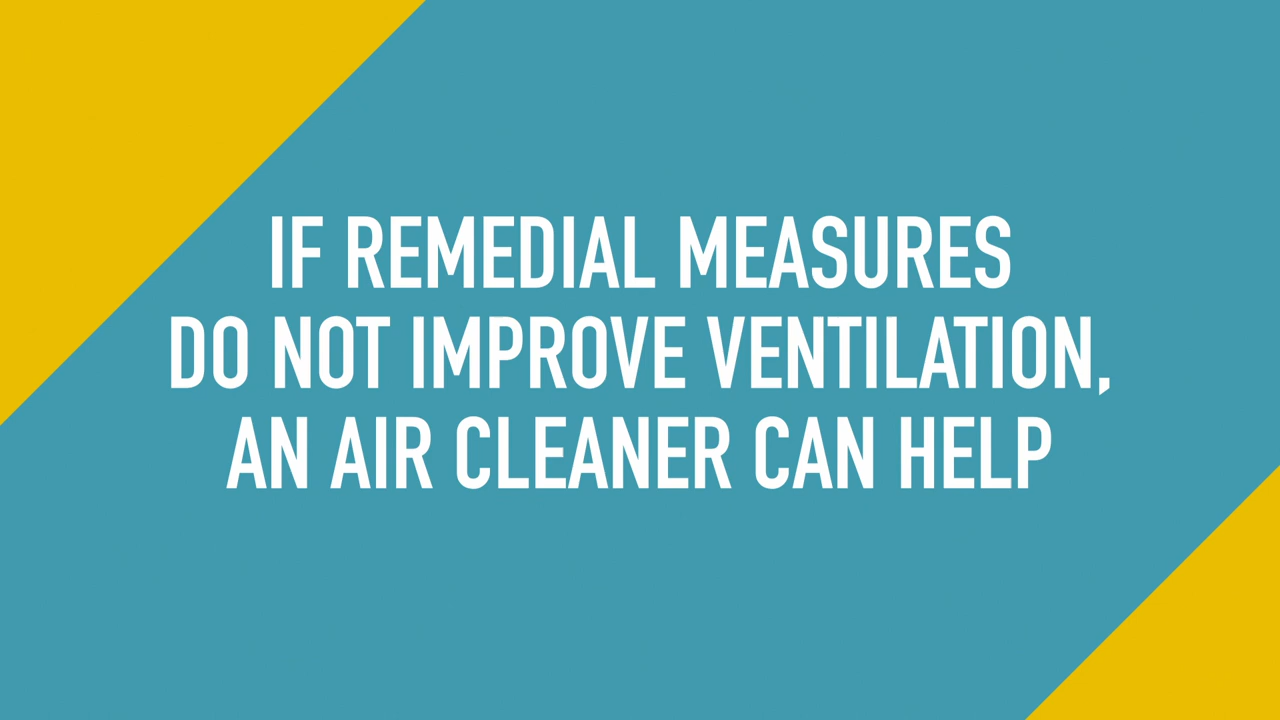 IF REMEDIAL MEASURES
DO NOT IMPROVE VENTILATION,
AN AIR CLEANER CAN HELP